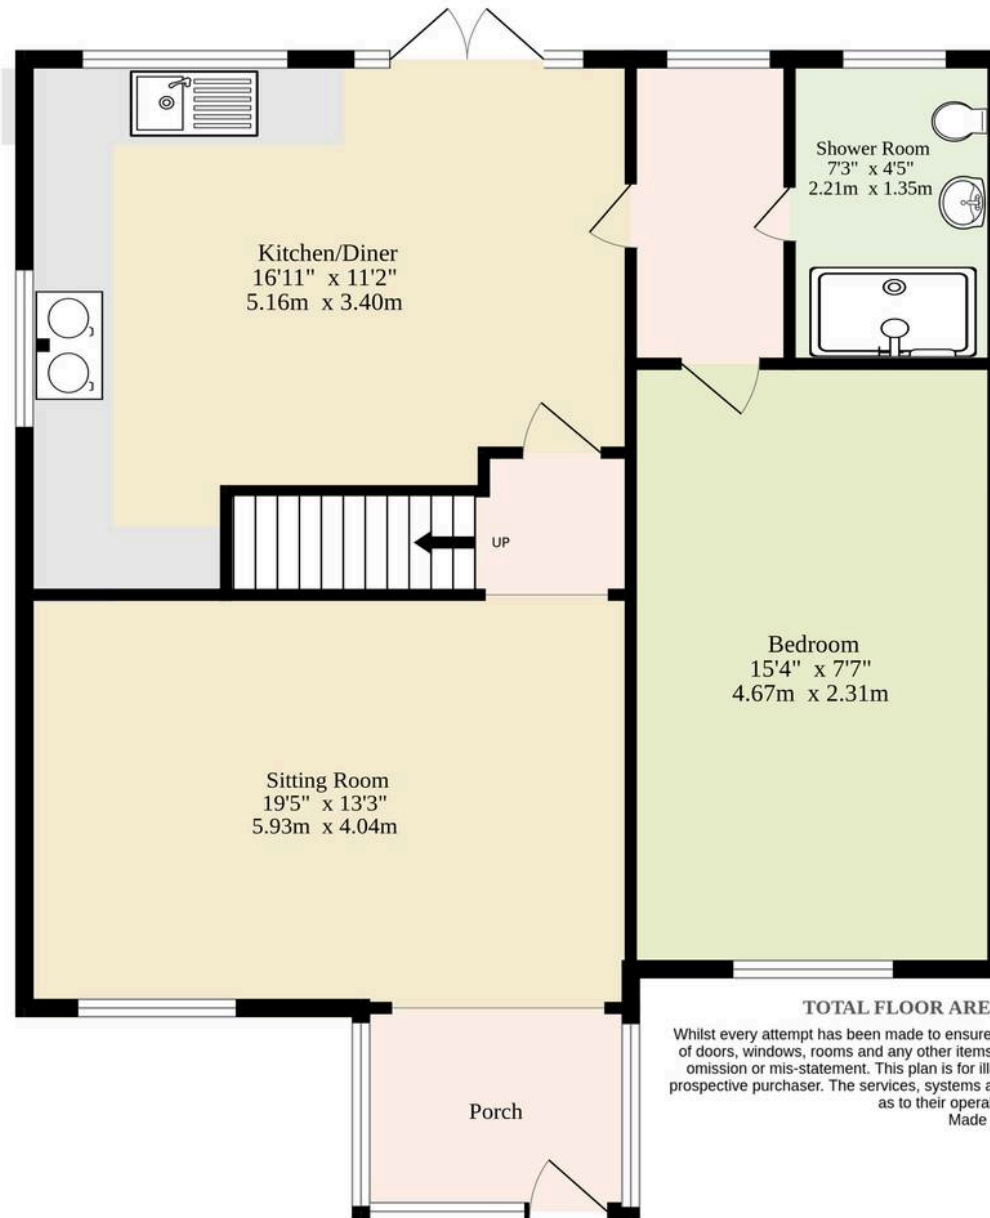 Shower Room
7'3" x 4'5"
2.21m x 1.35m
Kitchen/Diner
16'11" x 11'2"
5.16m x 3.40m
UP
Bedroom
15'4" x 7'7"
4.67m x 2.31m
Sitting Room
19'5" x 13'3"
5.93m x 4.04m
Porch
TOTAL FLOOR ARE
Whilst every attempt has been made to ensure
of doors, windows, rooms and any other items
omission or mis-statement. This plan is for ill
prospective purchaser. The services, systems a
as to their opera
Made